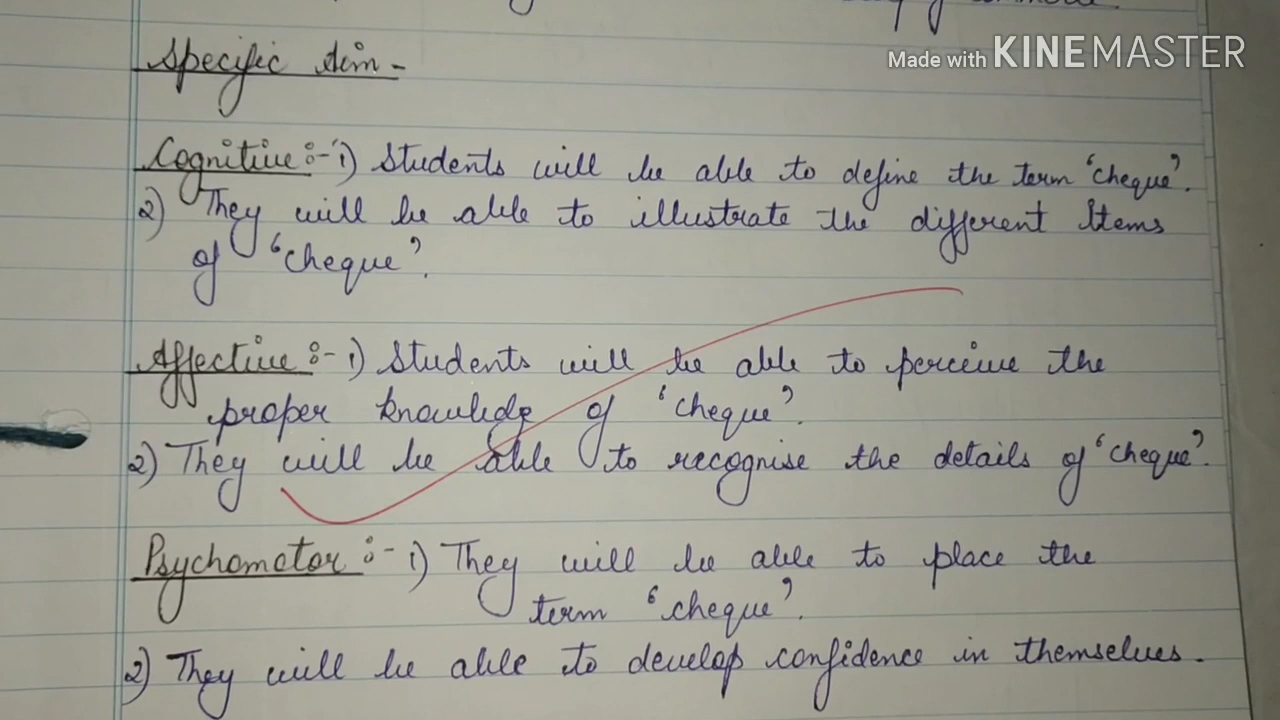 Made with KINEMASTER
Specific Aim -
Cognitive :- 1) Students will be able to define the term 'cheque'.
2) They will be able to illustrate the different Items
of 'cheque'.
Affective :- 1) Students will be able to perceive the
proper knowledge of 'cheque'.
2) They will be able to recognise the details of 'cheque'.
Psychomotor :- 1) They will be able to place the
term 'cheque'.
2) They will be able to develop confidence in themselves.